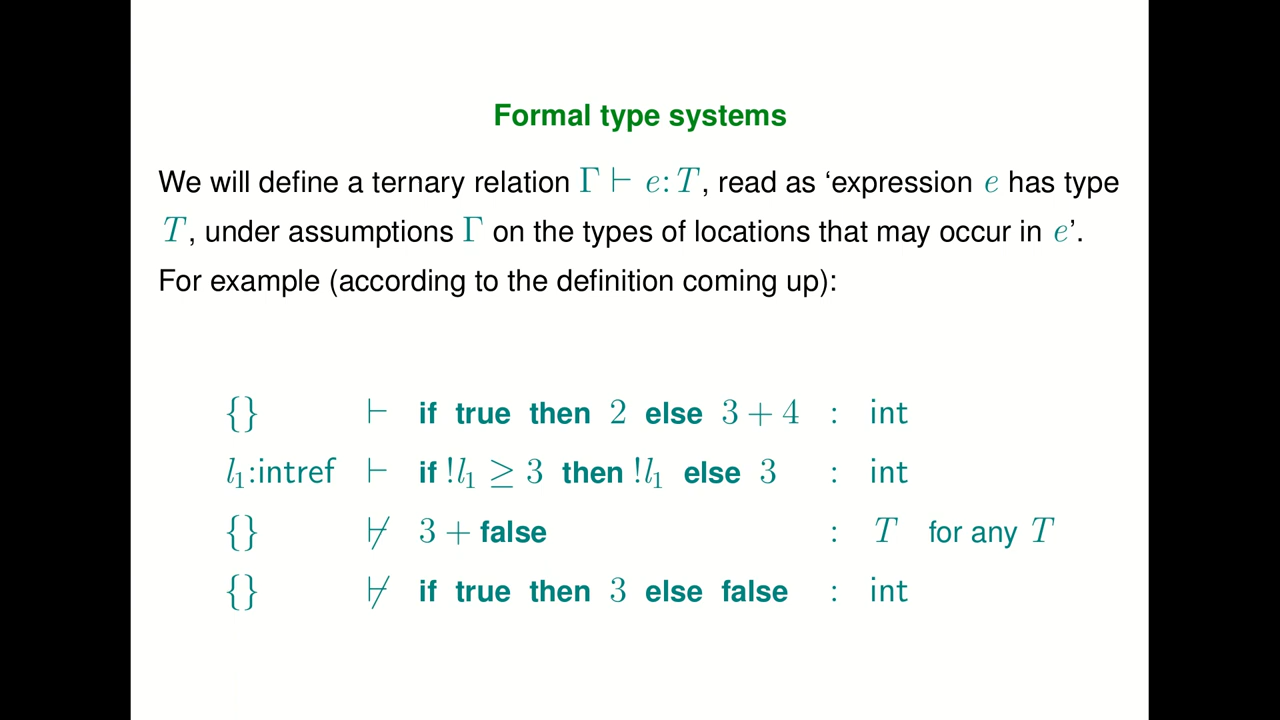 Formal type systems
We will define a ternary relation Γ ⊢ e:T, read as ‘expression e has type
T, under assumptions Γ on the types of locations that may occur in e’.
For example (according to the definition coming up):
{} ⊢ if true then 2 else 3 + 4 : int
l₁:intref ⊢ if !l₁ ≥ 3 then !l₁ else 3 : int
{} ⊬ 3 + false : T for any T
{} ⊬ if true then 3 else false : int